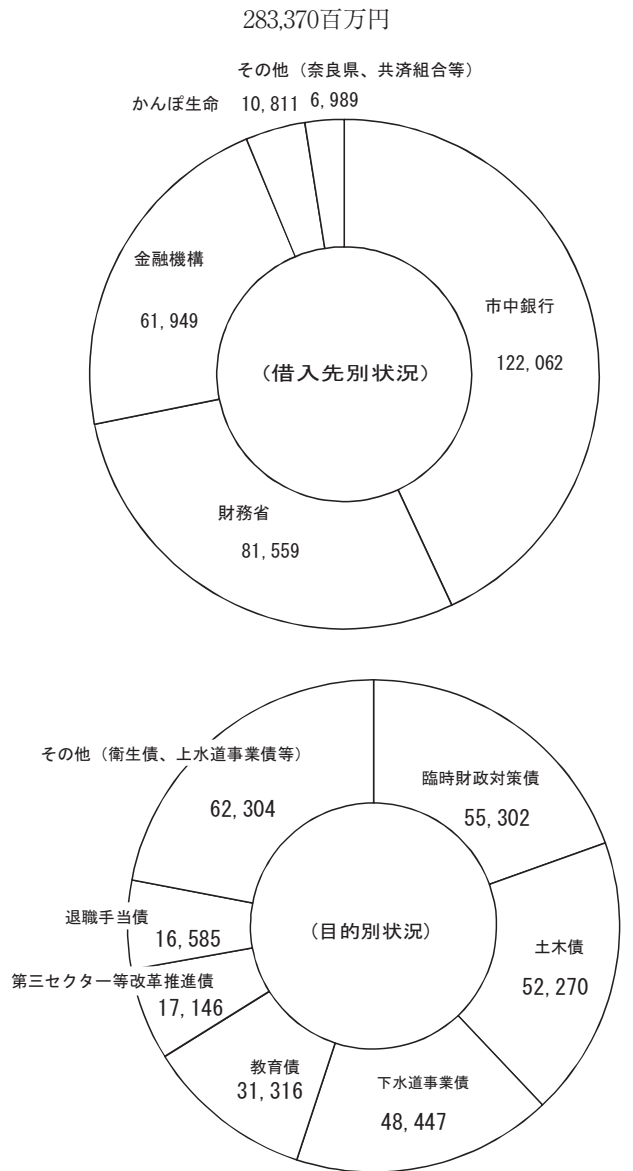 283,370百万円
その他（奈良県、共済組合等）
6,989
かんぽ生命
10,811
金融機構
61,949
市中銀行
122,062
（借入先別状況）
財務省
81,559
その他（衛生債、上水道事業債等）
62,304
臨時財政対策債
55,302
退職手当債
16,585
（目的別状況）
土木債
52,270
第三セクター等改革推進債
17,146
教育債
31,316
下水道事業債
48,447